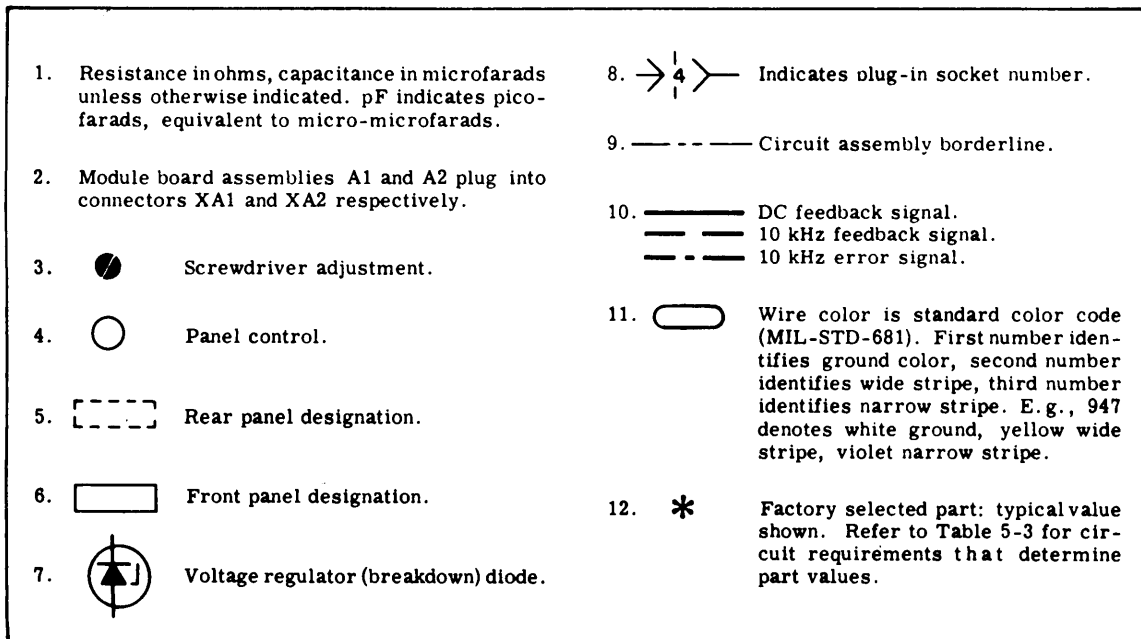 1. Resistance in ohms, capacitance in microfarads
unless otherwise indicated. pF indicates pico-
farads, equivalent to micro-microfarads.
2. Module board assemblies A1 and A2 plug into
connectors XA1 and XA2 respectively.
3. Screwdriver adjustment.
4. Panel control.
5. Rear panel designation.
6. Front panel designation.
7. Voltage regulator (breakdown) diode.
8. 4 Indicates plug-in socket number.
9. Circuit assembly borderline.
10. DC feedback signal.
10 kHz feedback signal.
10 kHz error signal.
11. Wire color is standard color code
(MIL-STD-681). First number iden-
tifies ground color, second number
identifies wide stripe, third number
identifies narrow stripe. E.g., 947
denotes white ground, yellow wide
stripe, violet narrow stripe.
12. * Factory selected part: typical value
shown. Refer to Table 5-3 for cir-
cuit requirements that determine
part values.